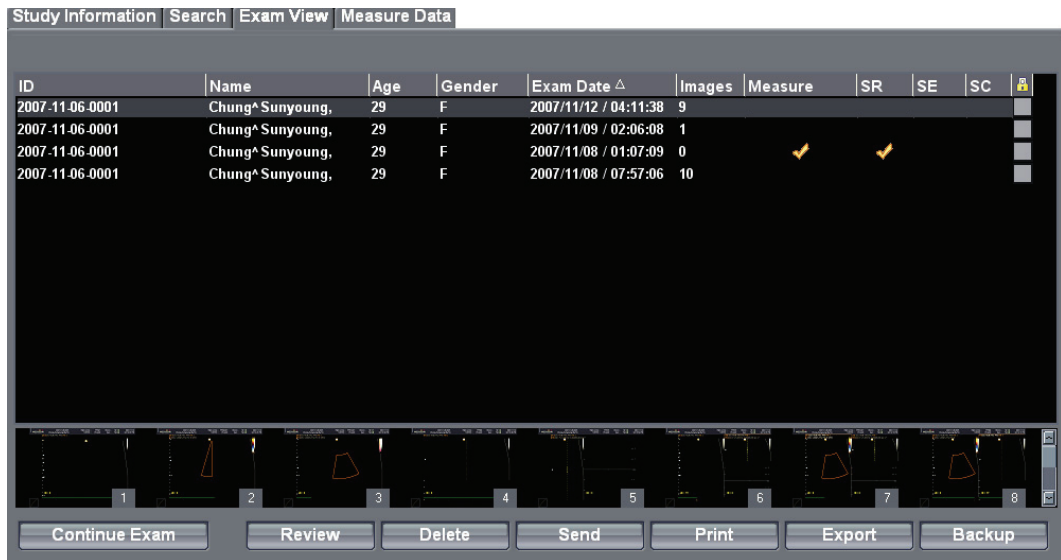 Study Information Search Exam View Measure Data
ID Name Age Gender Exam Date △ Images Measure SR SE SC
2007-11-06-0001 Chung^Sunyoung, 29 F 2007/11/12 / 04:11:38 9
2007-11-06-0001 Chung^Sunyoung, 29 F 2007/11/09 / 02:06:08 1
2007-11-06-0001 Chung^Sunyoung, 29 F 2007/11/08 / 01:07:09 0
2007-11-06-0001 Chung^Sunyoung, 29 F 2007/11/08 / 07:57:06 10
1 2 3 4 5 6 7 8
Continue Exam Review Delete Send Print Export Backup